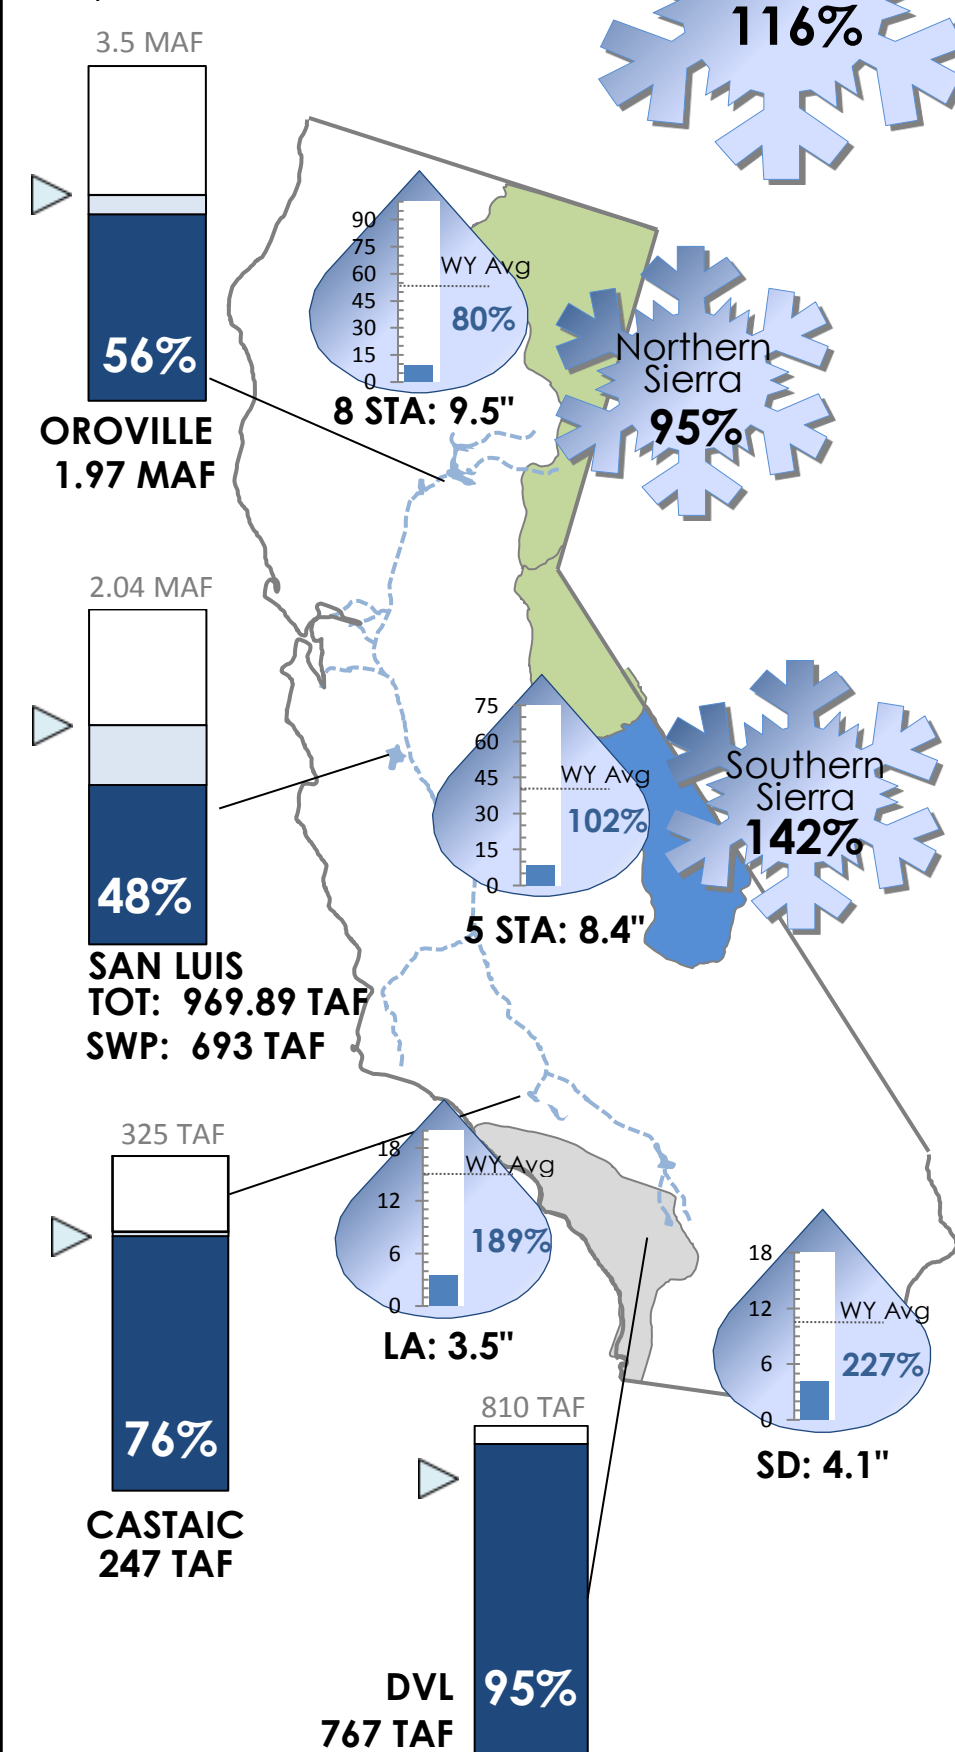 116%
3.5 MAF
56%
OROVILLE
1.97 MAF
90
75
60
45
30
15
0
WY Avg
80%
8 STA: 9.5"
Northern
Sierra
95%
2.04 MAF
48%
SAN LUIS
TOT: 969.89 TAF
SWP: 693 TAF
75
60
45
30
15
0
WY Avg
102%
5 STA: 8.4"
Southern
Sierra
142%
325 TAF
76%
CASTAIC
247 TAF
18
12
6
0
WY Avg
189%
LA: 3.5"
18
12
6
0
WY Avg
227%
SD: 4.1"
810 TAF
95%
DVL
767 TAF